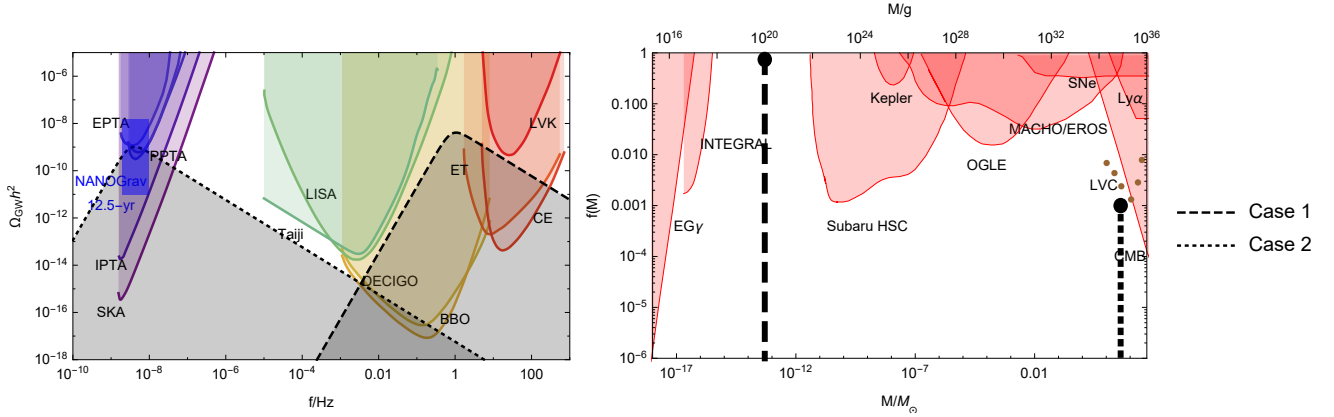 M/g
10^16 10^20 10^24 10^28 10^32 10^36
10^-6
10^-8
10^-10
10^-12
10^-14
10^-16
10^-18
Ω_GW h^2
EPTA
PPTA
NANOGrav
12.5-yr
IPTA
SKA
LISA
Taiji
DECIGO
BBO
ET
LVK
CE
10^-10 10^-8 10^-6 10^-4 0.01 1 100
f/Hz
1
0.100
0.010
0.001
10^-4
10^-5
10^-6
f(M)
EGγ
INTEGRAL
Subaru HSC
Kepler
OGLE
MACHO/EROS
SNe
Lyα
LVC
CMB
10^-17 10^-12 10^-7 0.01
M/M_⊙
Case 1
Case 2